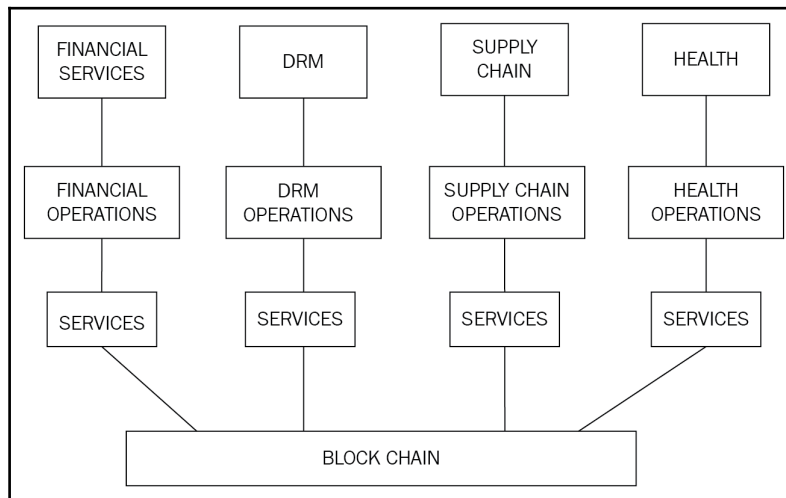 FINANCIAL
SERVICES
DRM
SUPPLY
CHAIN
HEALTH
FINANCIAL
OPERATIONS
DRM
OPERATIONS
SUPPLY CHAIN
OPERATIONS
HEALTH
OPERATIONS
SERVICES
SERVICES
SERVICES
SERVICES
BLOCK CHAIN